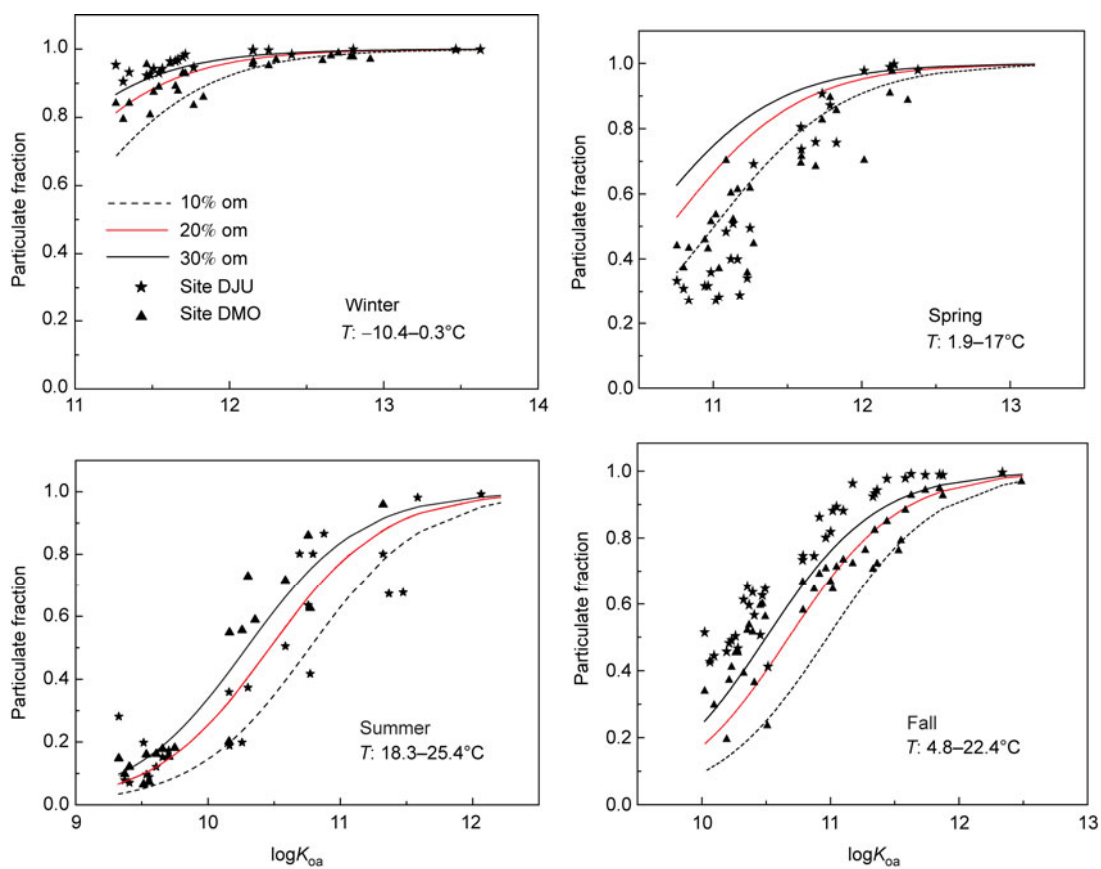 Particulate fraction
1.0
0.8
0.6
0.4
0.2
0.0
10% om
20% om
30% om
Site DJU
Site DMO
Winter
T: −10.4–0.3°C
11
12
13
14
Particulate fraction
1.0
0.8
0.6
0.4
0.2
0.0
Spring
T: 1.9–17°C
11
12
13
Particulate fraction
1.0
0.8
0.6
0.4
0.2
0.0
Summer
T: 18.3–25.4°C
9
10
11
12
logKoa
Particulate fraction
1.0
0.8
0.6
0.4
0.2
0.0
Fall
T: 4.8–22.4°C
10
11
12
13
logKoa